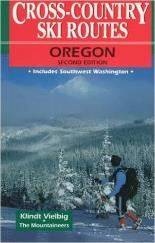 CROSS-COUNTRY
SKI ROUTES
OREGON
SECOND EDITION
• Includes Southwest Washington •
Klindt Vielbig
The Mountaineers